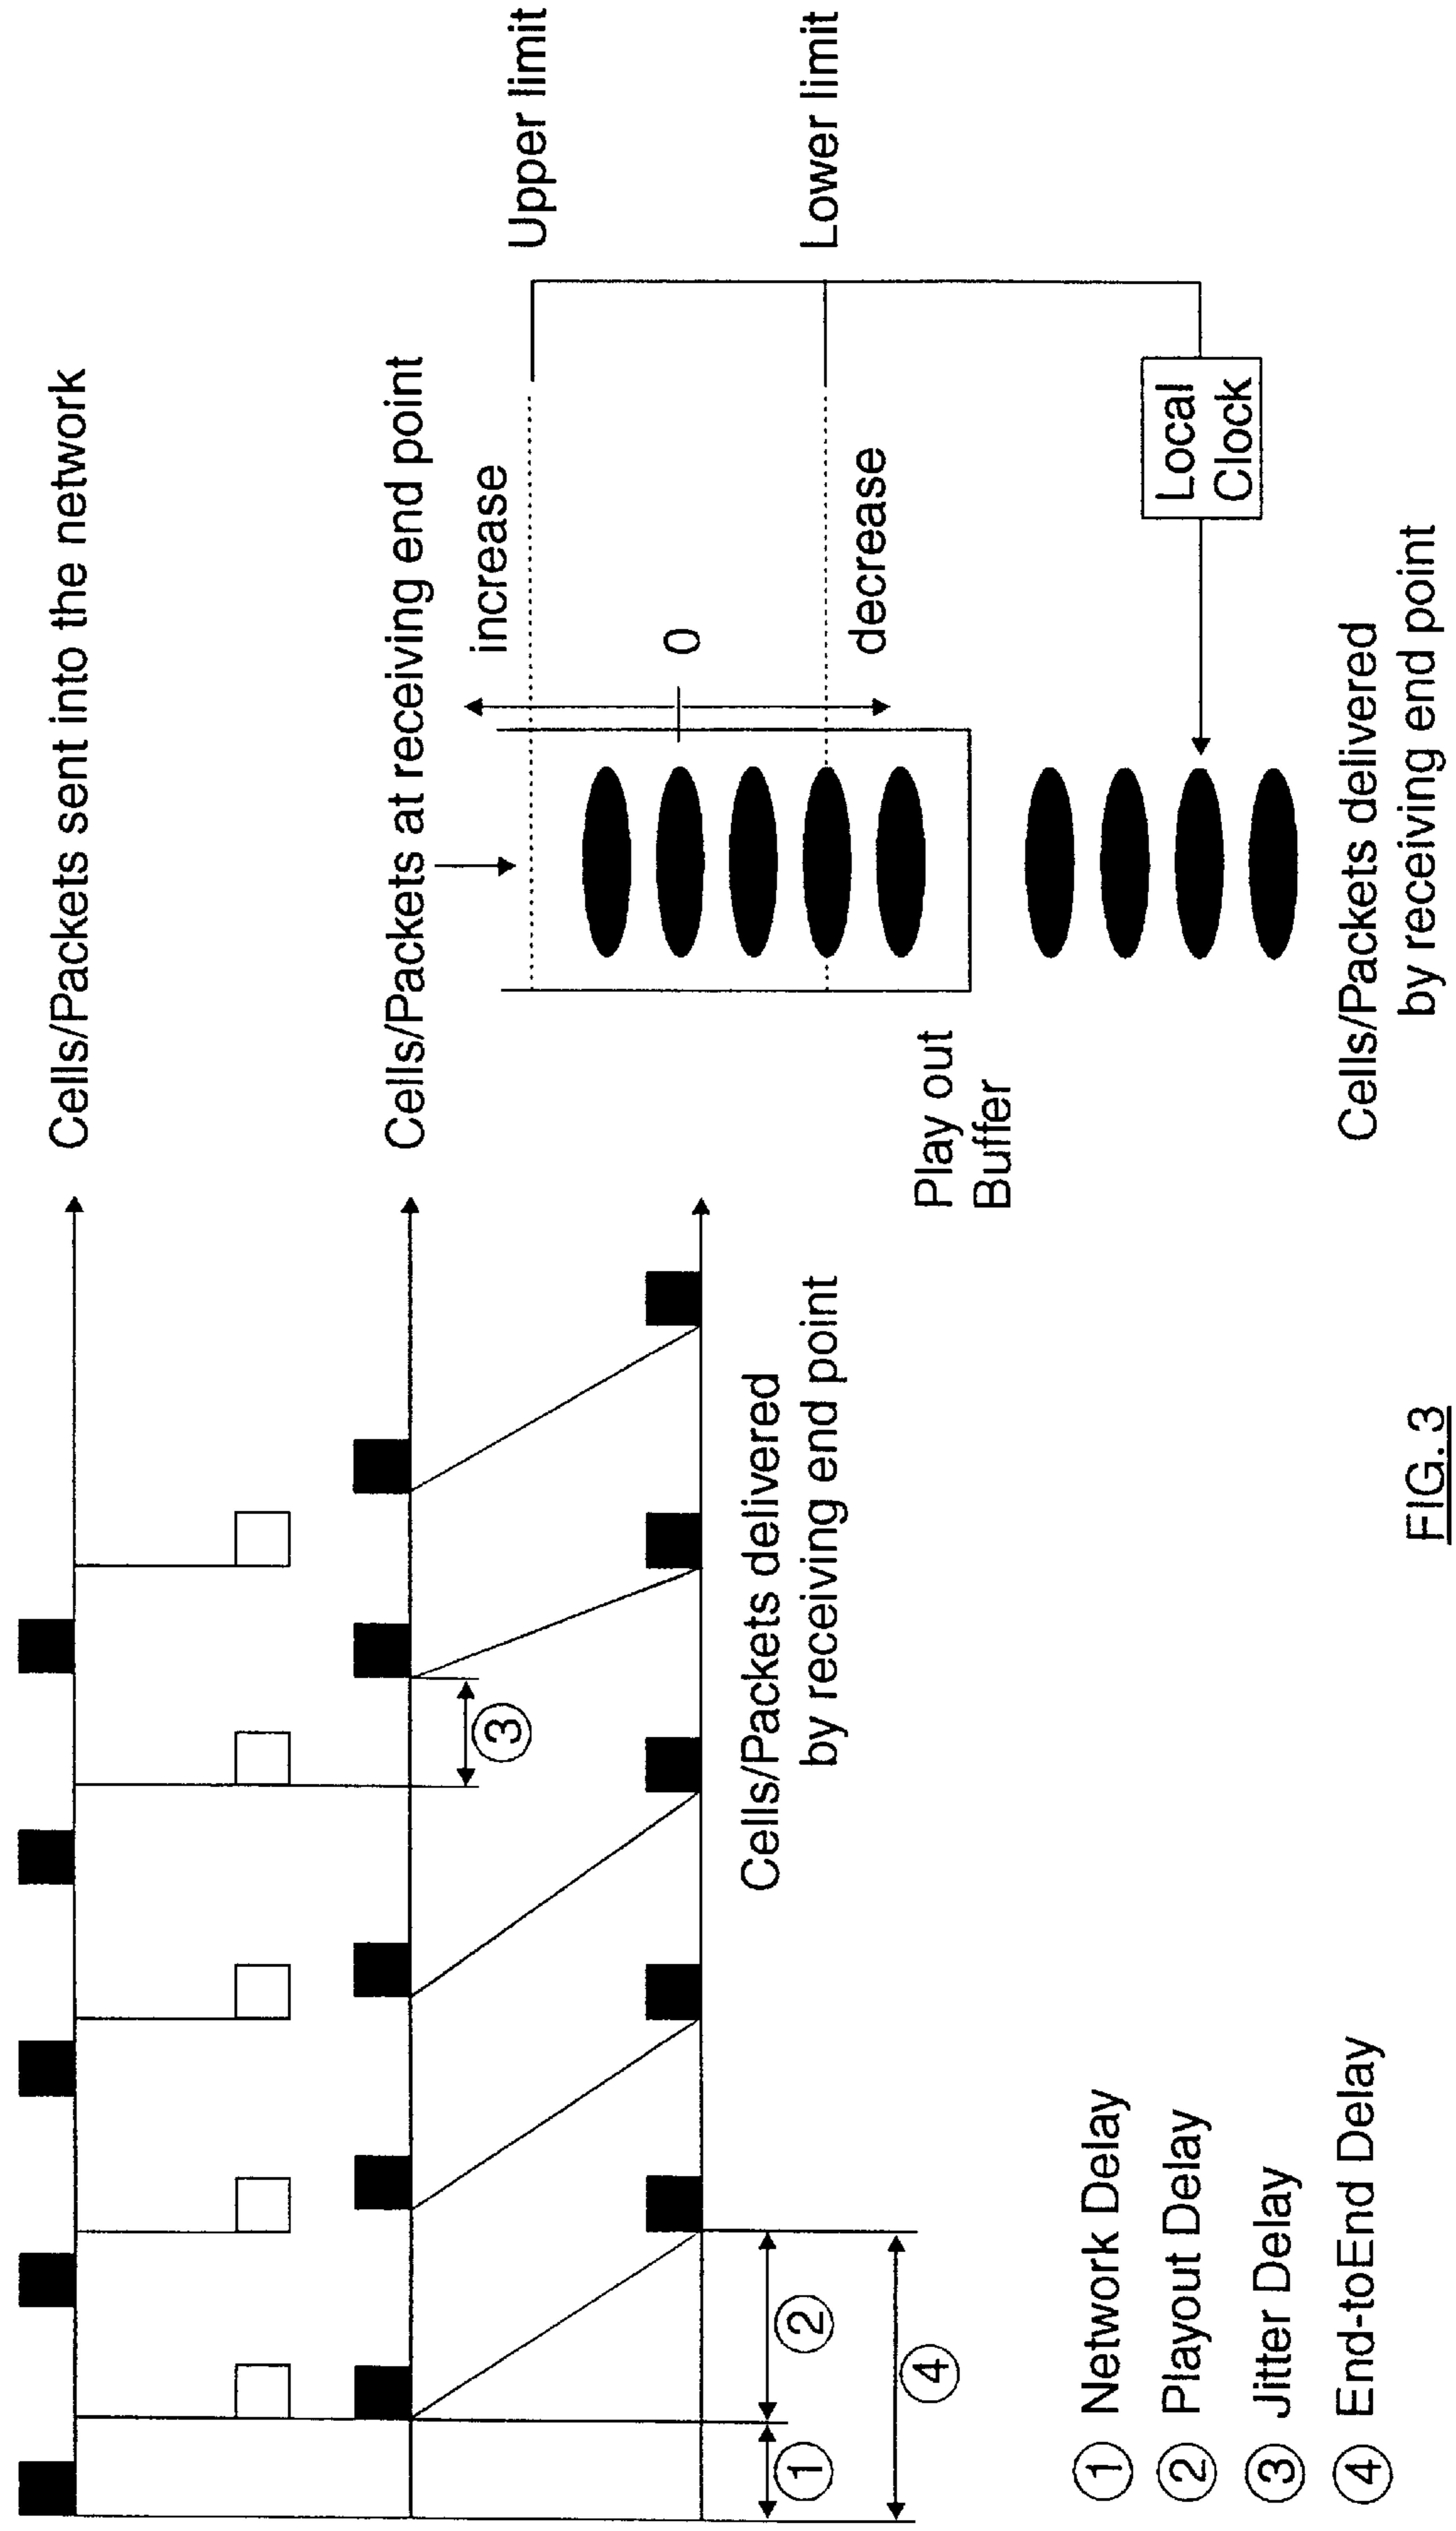 Cells/Packets sent into the network
Cells/Packets at receiving end point
3
Cells/Packets delivered
by receiving end point
1
2
4
increase
0
decrease
Upper limit
Lower limit
Play out
Buffer
Local
Clock
Cells/Packets delivered
by receiving end point
1 Network Delay
2 Playout Delay
3 Jitter Delay
4 End-toEnd Delay
FIG. 3